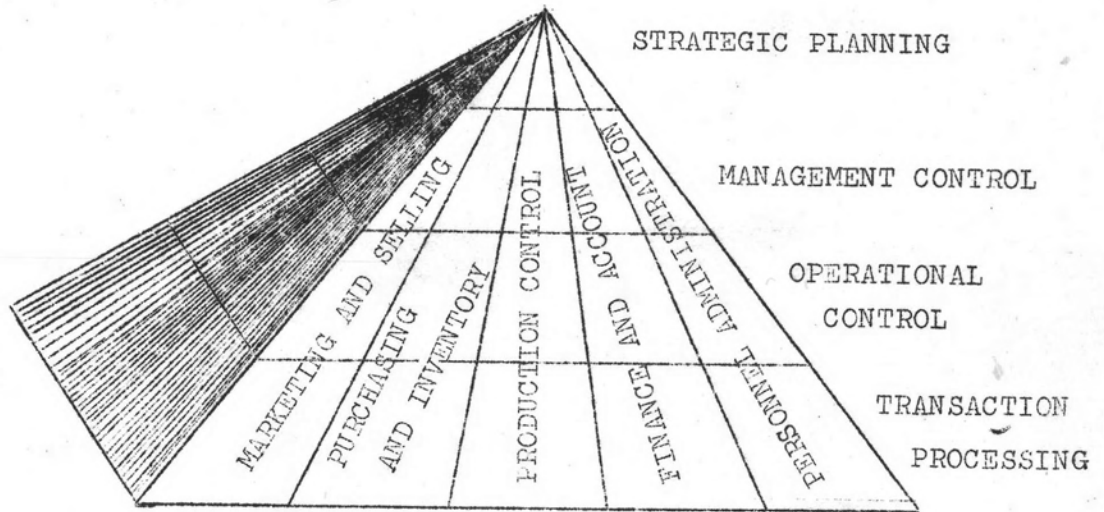 STRATEGIC PLANNING
MANAGEMENT CONTROL
OPERATIONAL
CONTROL
TRANSACTION
PROCESSING
MARKETING AND SELLING
PURCHASING
AND INVENTORY
PRODUCTION CONTROL
FINANCE AND ACCOUNT
PERSONNEL ADMINISTRATION